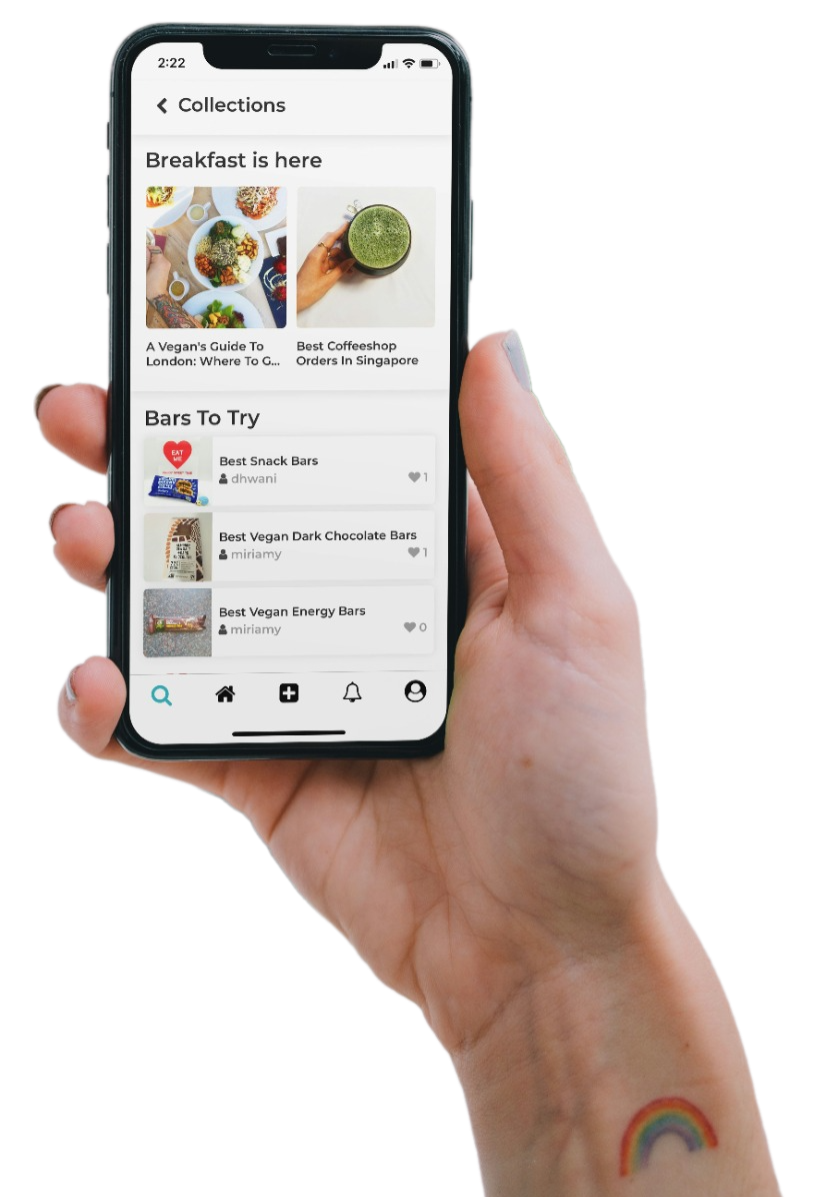 2:22
Collections
Breakfast is here
A Vegan's Guide To
London: Where To G...
Best Coffeeshop
Orders In Singapore
Bars To Try
EAT
ME
Best Snack Bars
dhwani
1
Best Vegan Dark Chocolate Bars
miriamy
1
Best Vegan Energy Bars
miriamy
0